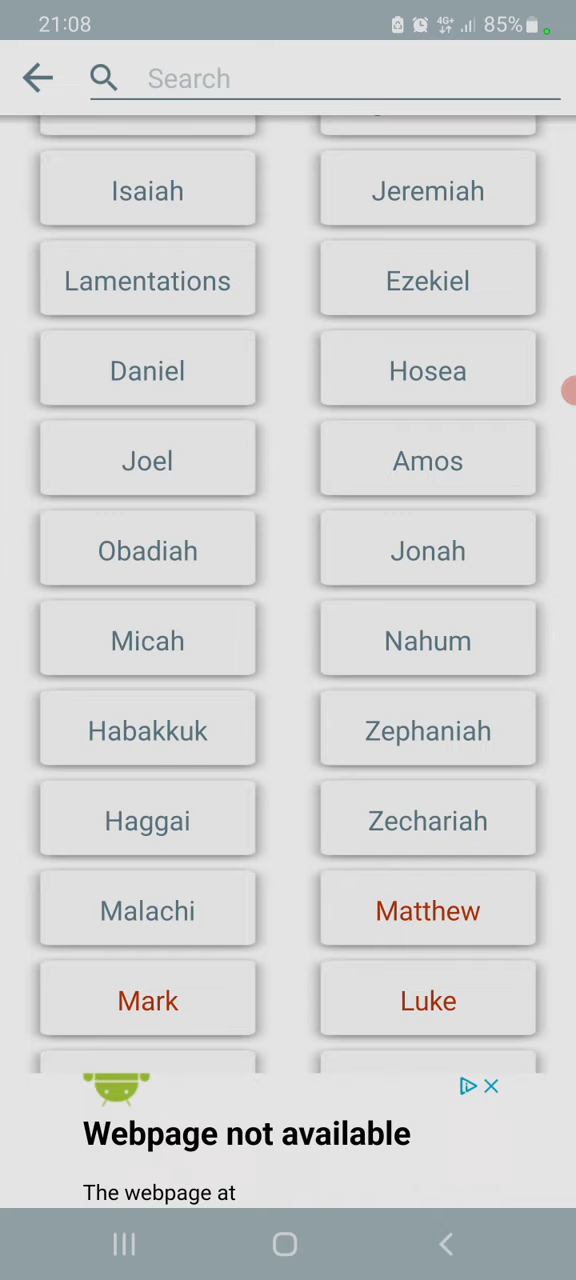 21:08 4G+ 85%
Search
Isaiah Jeremiah
Lamentations Ezekiel
Daniel Hosea
Joel Amos
Obadiah Jonah
Micah Nahum
Habakkuk Zephaniah
Haggai Zechariah
Malachi Matthew
Mark Luke
Webpage not available
The webpage at